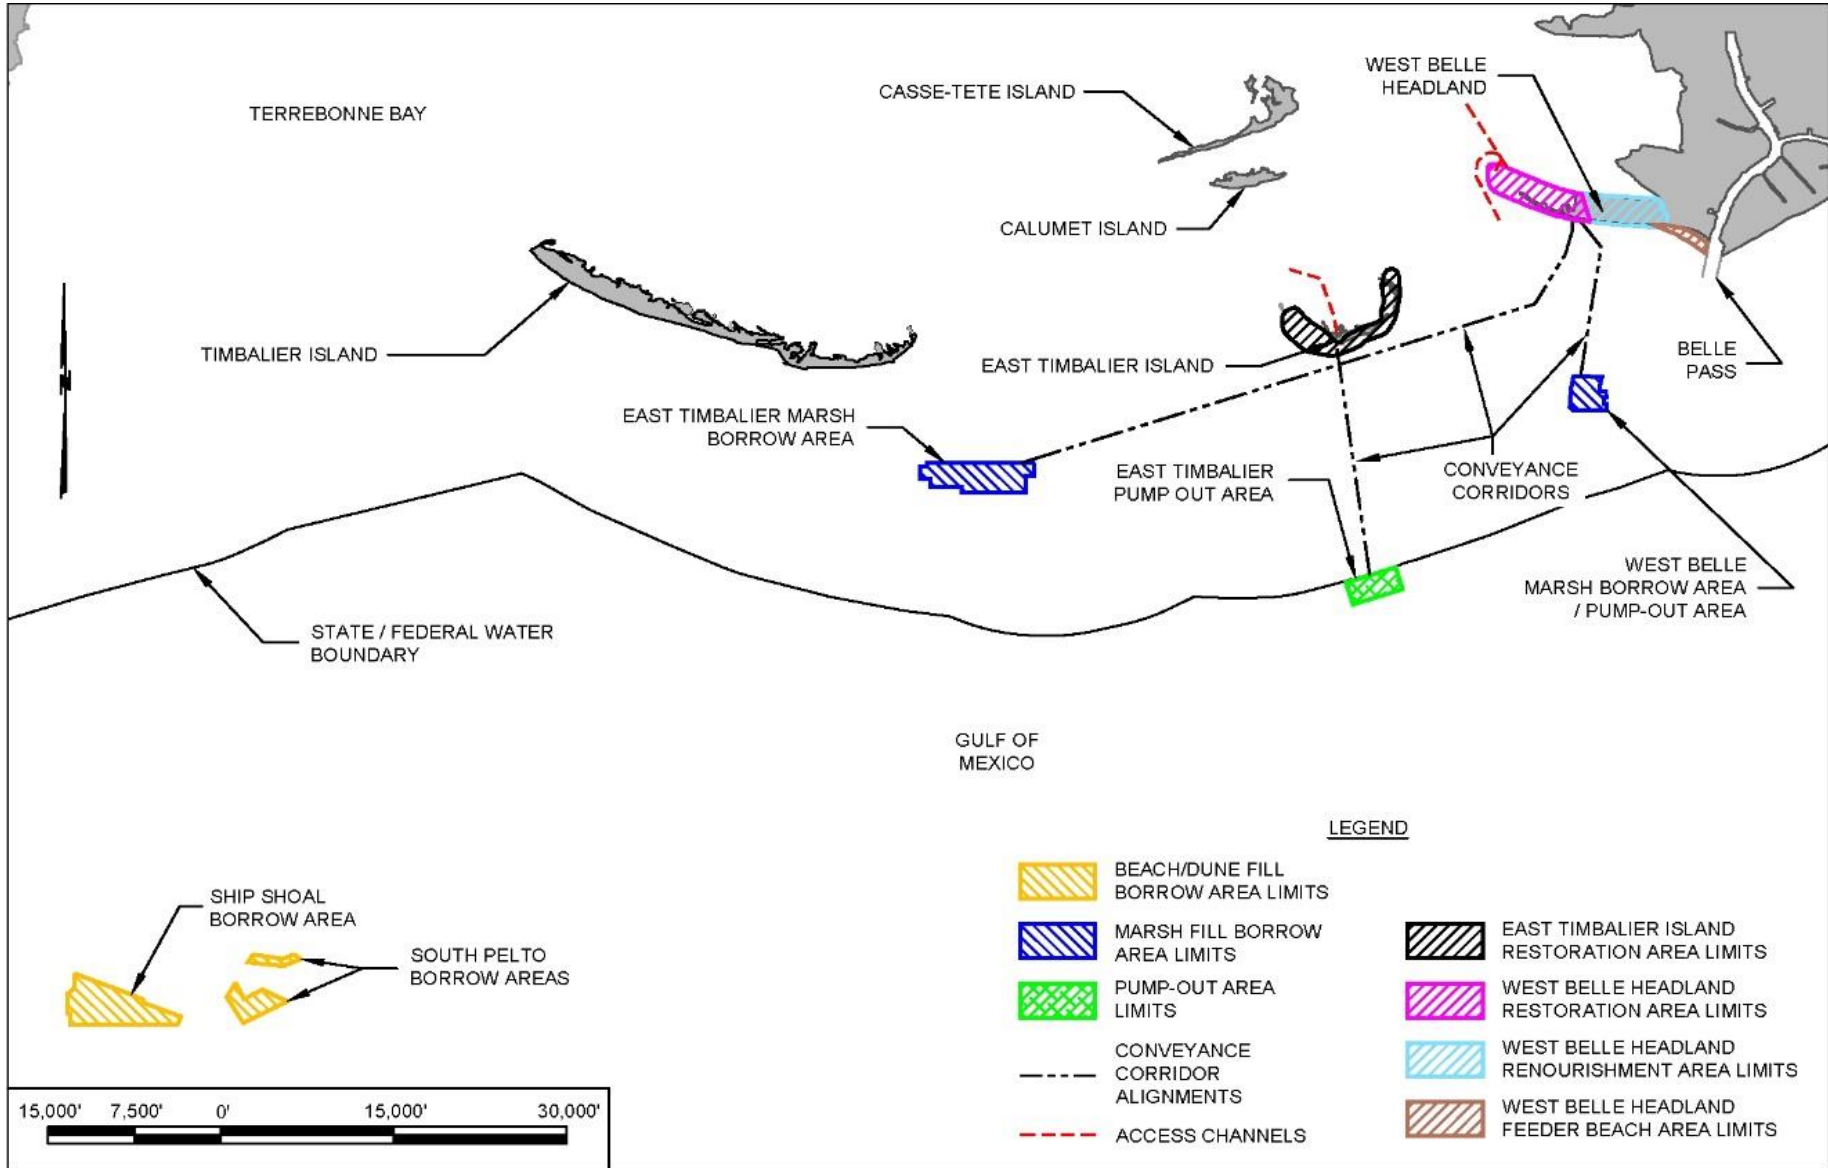 TERREBONNE BAY
CASSE-TETE ISLAND
WEST BELLE
HEADLAND
CALUMET ISLAND
TIMBALIER ISLAND
EAST TIMBALIER ISLAND
BELLE
PASS
EAST TIMBALIER MARSH
BORROW AREA
EAST TIMBALIER
PUMP OUT AREA
CONVEYANCE
CORRIDORS
WEST BELLE
MARSH BORROW AREA
/ PUMP-OUT AREA
STATE / FEDERAL WATER
BOUNDARY
GULF OF
MEXICO
SHIP SHOAL
BORROW AREA
SOUTH PELTO
BORROW AREAS
LEGEND
BEACH/DUNE FILL
BORROW AREA LIMITS
MARSH FILL BORROW
AREA LIMITS
PUMP-OUT AREA
LIMITS
CONVEYANCE
CORRIDOR
ALIGNMENTS
ACCESS CHANNELS
EAST TIMBALIER ISLAND
RESTORATION AREA LIMITS
WEST BELLE HEADLAND
RESTORATION AREA LIMITS
WEST BELLE HEADLAND
RENOURISHMENT AREA LIMITS
WEST BELLE HEADLAND
FEEDER BEACH AREA LIMITS
15,000' 7,500' 0' 15,000' 30,000'